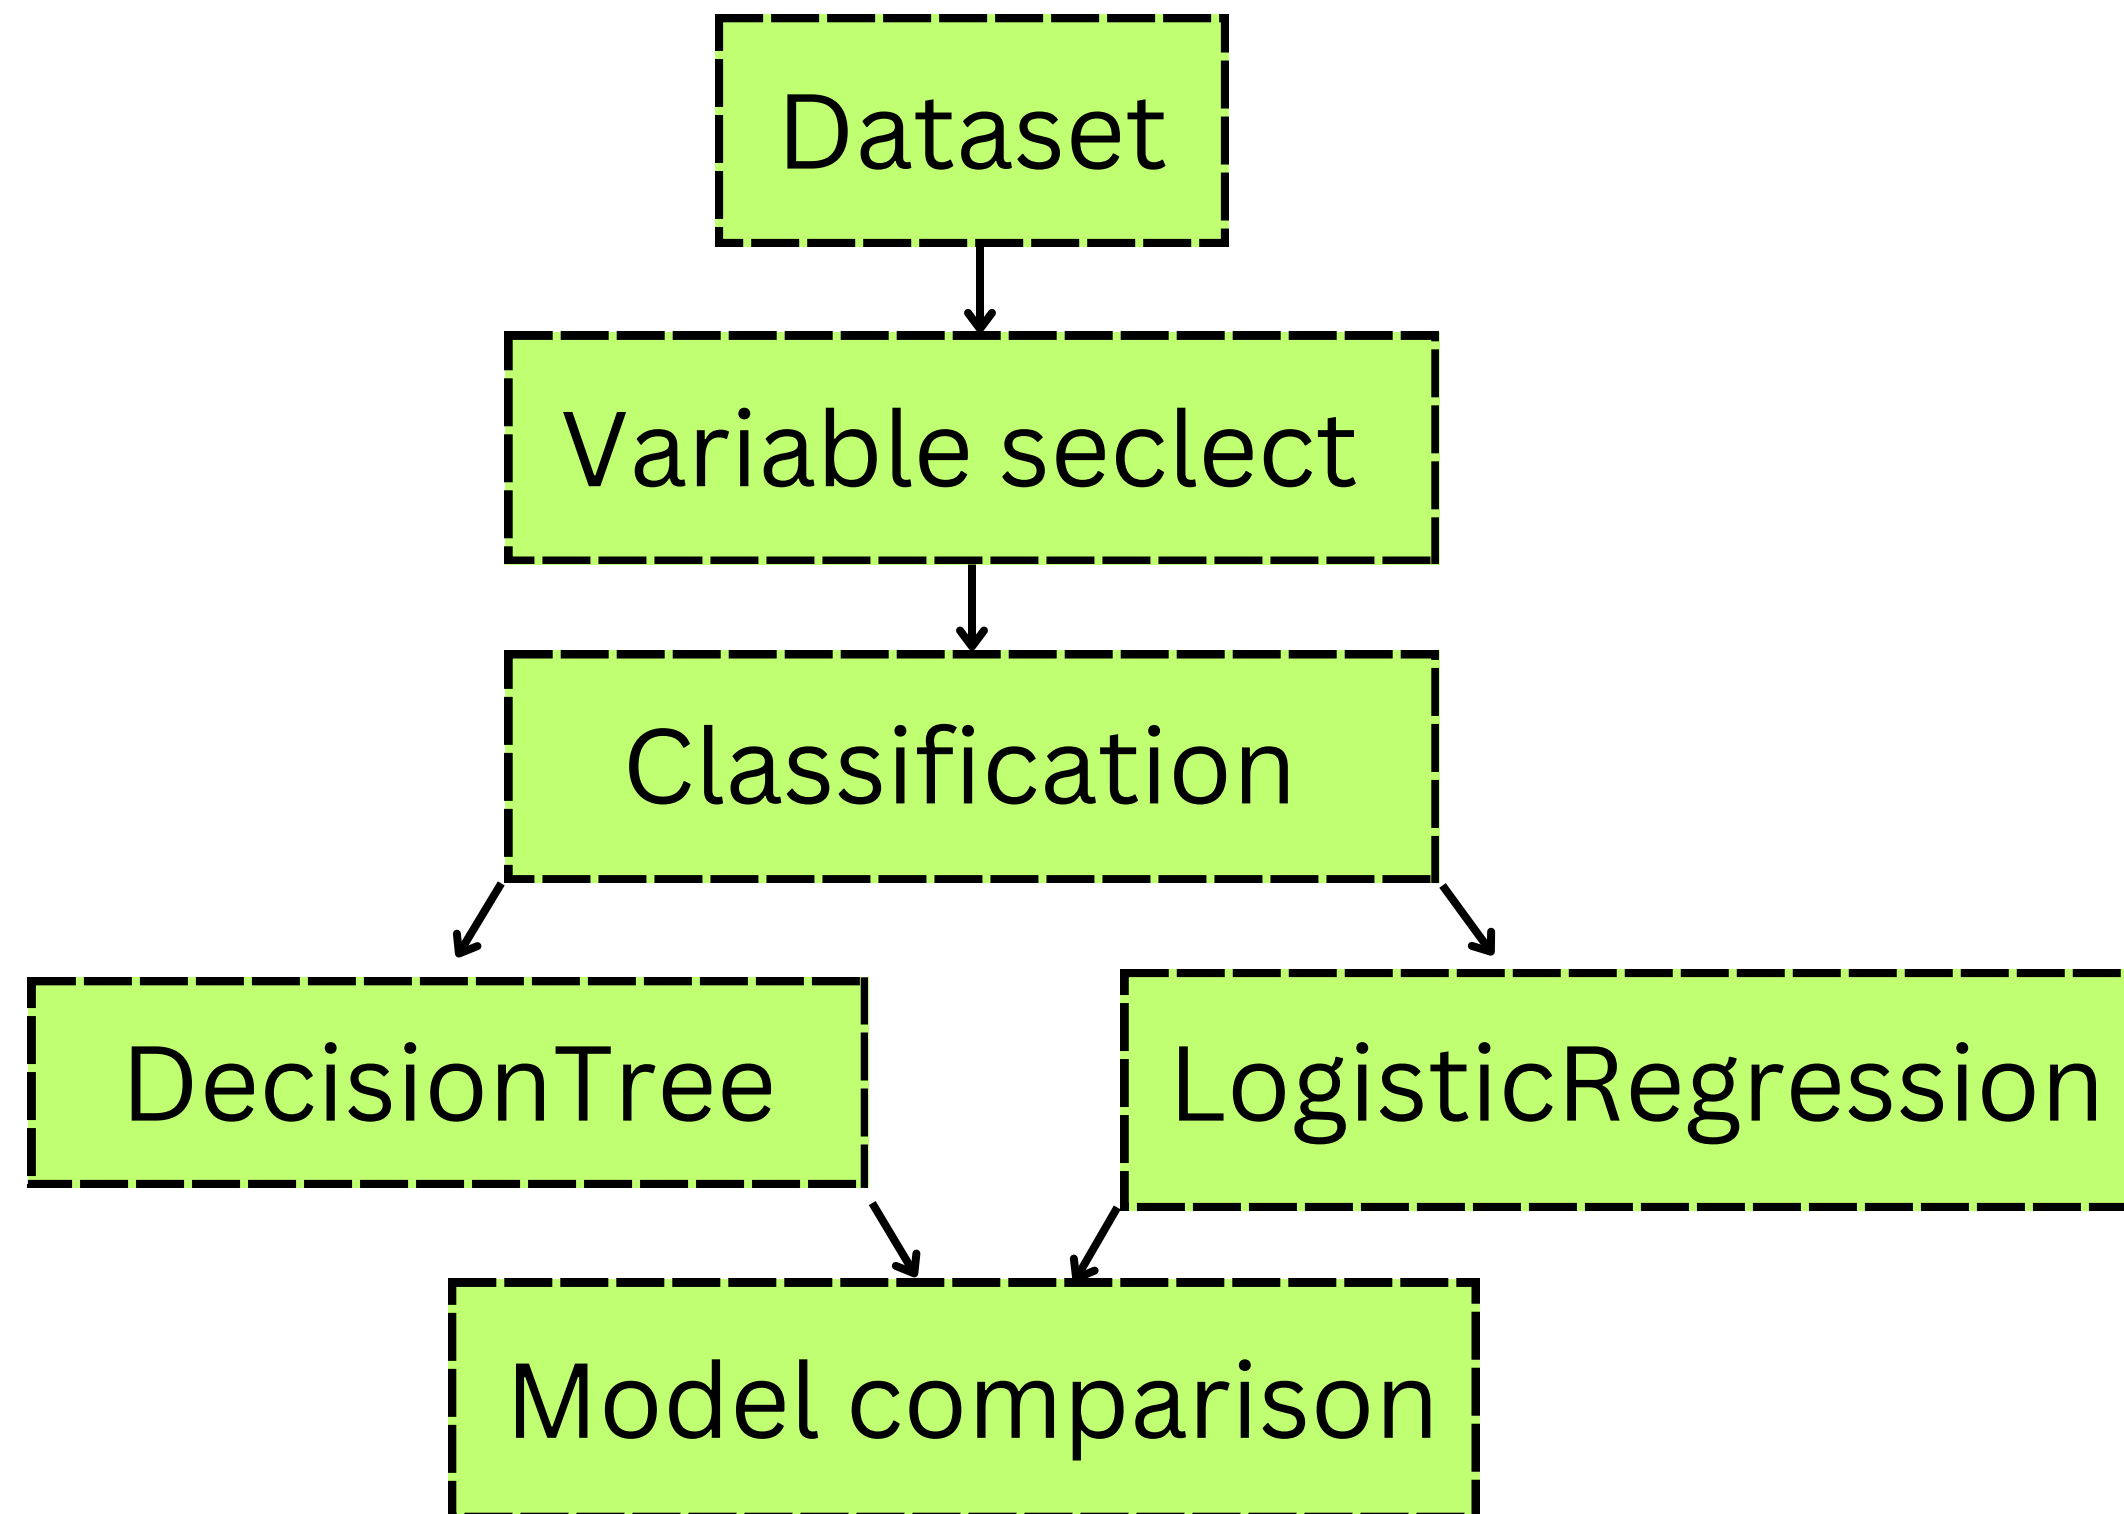 Dataset
Variable seclect
Classification
DecisionTree
LogisticRegression
Model comparison